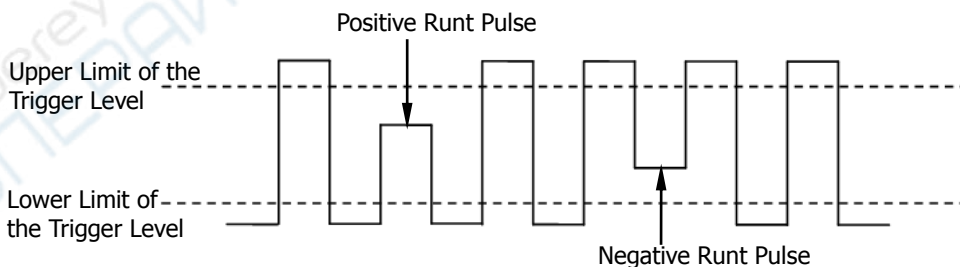 Positive Runt Pulse
Upper Limit of the
Trigger Level
Lower Limit of
the Trigger Level
Negative Runt Pulse